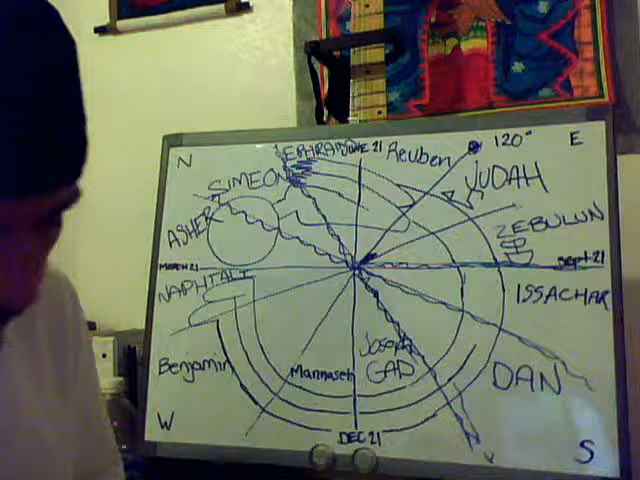 N
EPHRAIM
JUNE 21
Reuben
120°
E
SIMEON
JUDAH
ASHER
ZEBULUN
MARCH 21
Sept 21
NAPHTALI
ISSACHAR
Joseph
Benjamin
Mannaseh
GAD
DAN
W
DEC 21
S